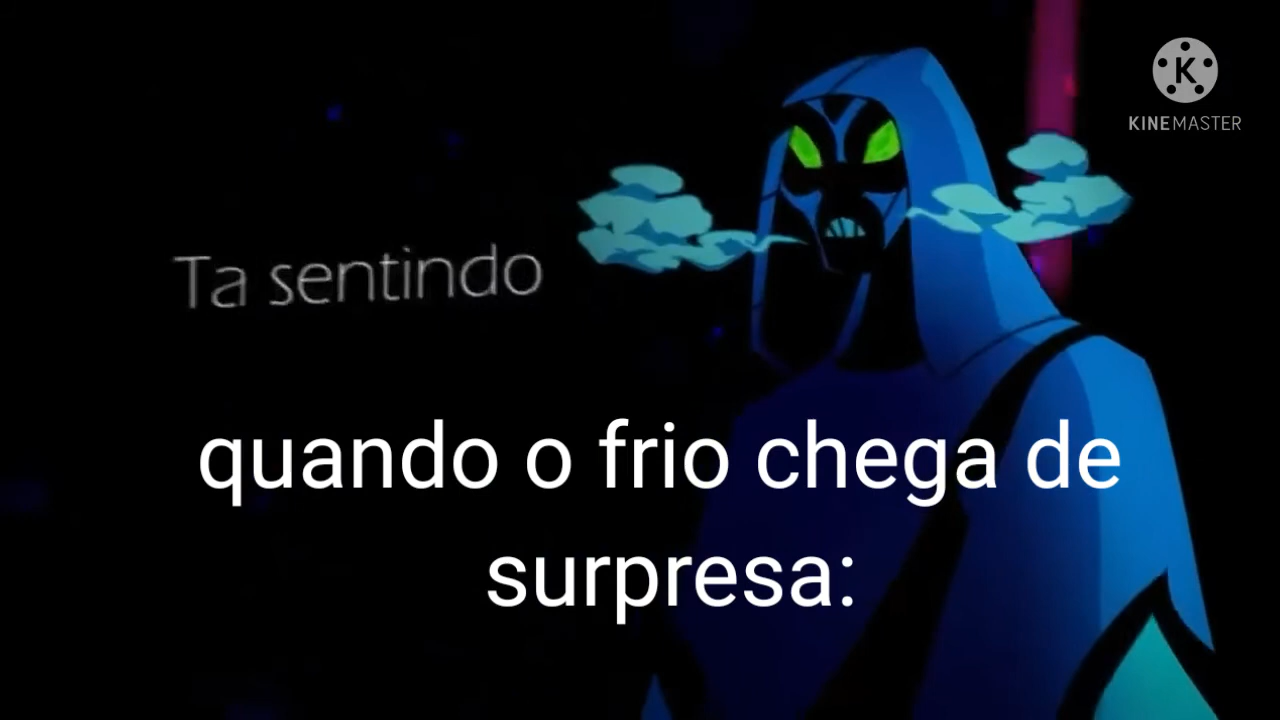 KINEMASTER
Ta sentindo
quando o frio chega de
surpresa: